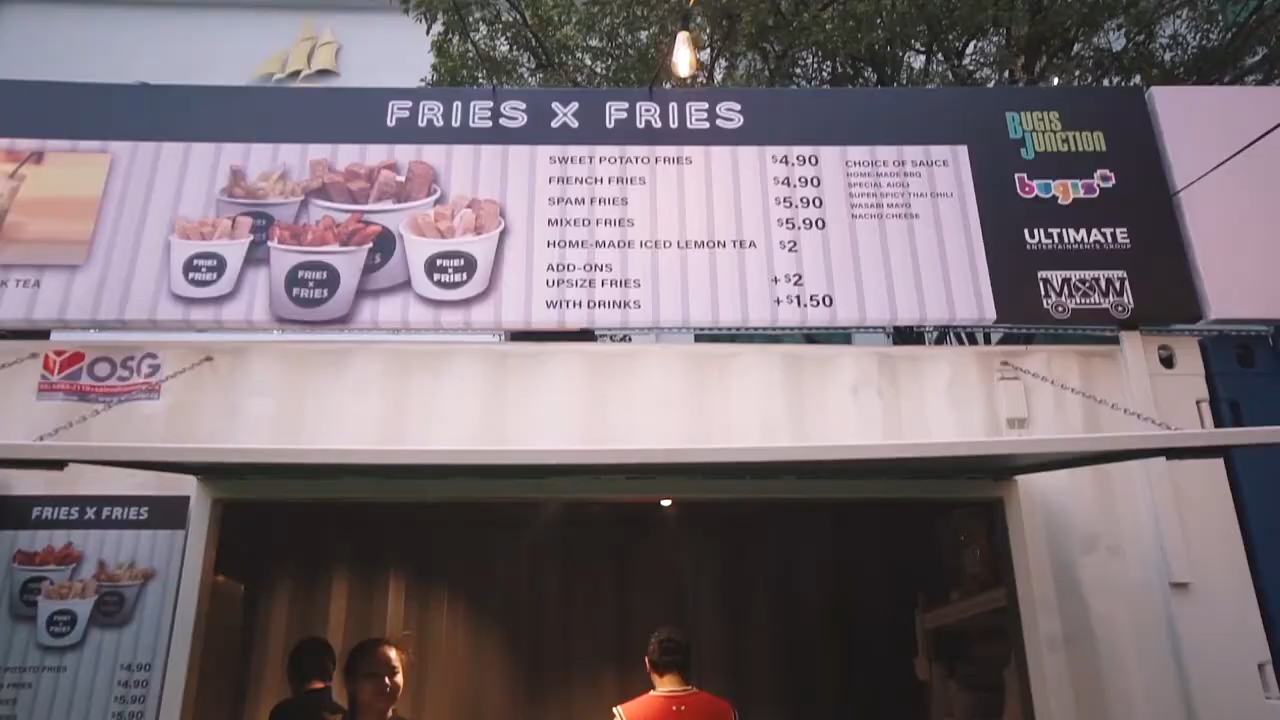 FRIES X FRIES
SWEET POTATO FRIES $4.90
FRENCH FRIES $4.90
SPAM FRIES $5.90
MIXED FRIES $5.90
HOME-MADE ICED LEMON TEA $2
ADD-ONS
UPSIZE FRIES +$2
WITH DRINKS +$1.50
CHOICE OF SAUCE
HOME-MADE BBQ
SPECIAL AIOLI
SUPER SPICY THAI CHILI
WASABI MAYO
NACHO CHEESE
BUGIS
JUNCTION
bugis+
ULTIMATE
ENTERTAINMENTS GROUP
MXW
TEA
FRIES
X
FRIES
FRIES
X
FRIES
FRIES
X
FRIES
OSG
FRIES X FRIES
POTATO FRIES $4.90
FRIES $4.90
$5.90
$5.90